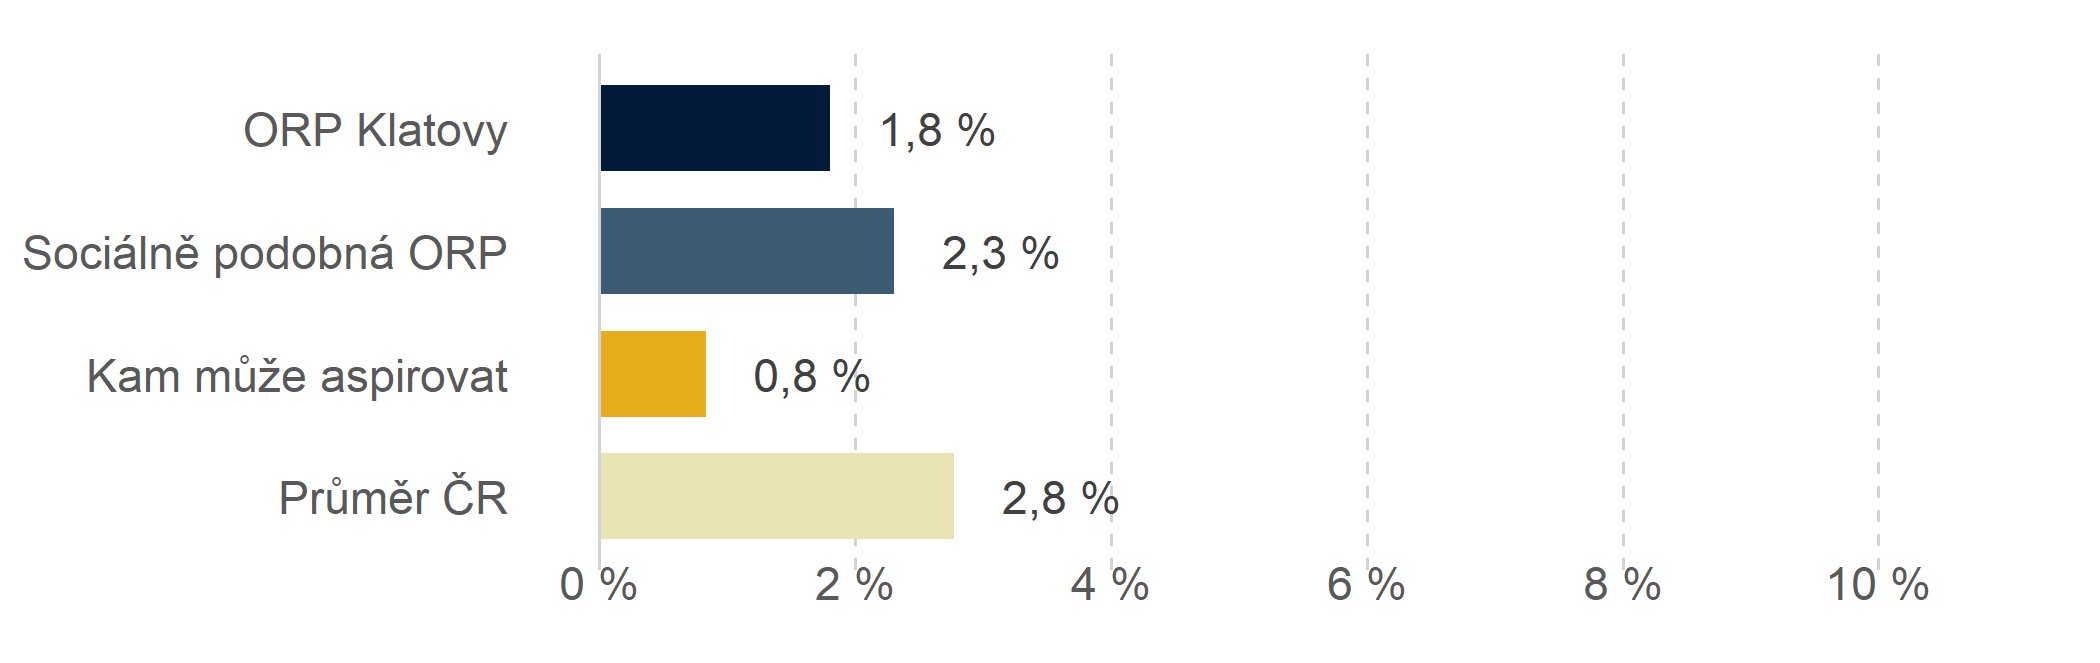 ORP Klatovy 1,8 %
Sociálně podobná ORP 2,3 %
Kam může aspirovat 0,8 %
Průměr ČR 2,8 %
0 % 2 % 4 % 6 % 8 % 10 %